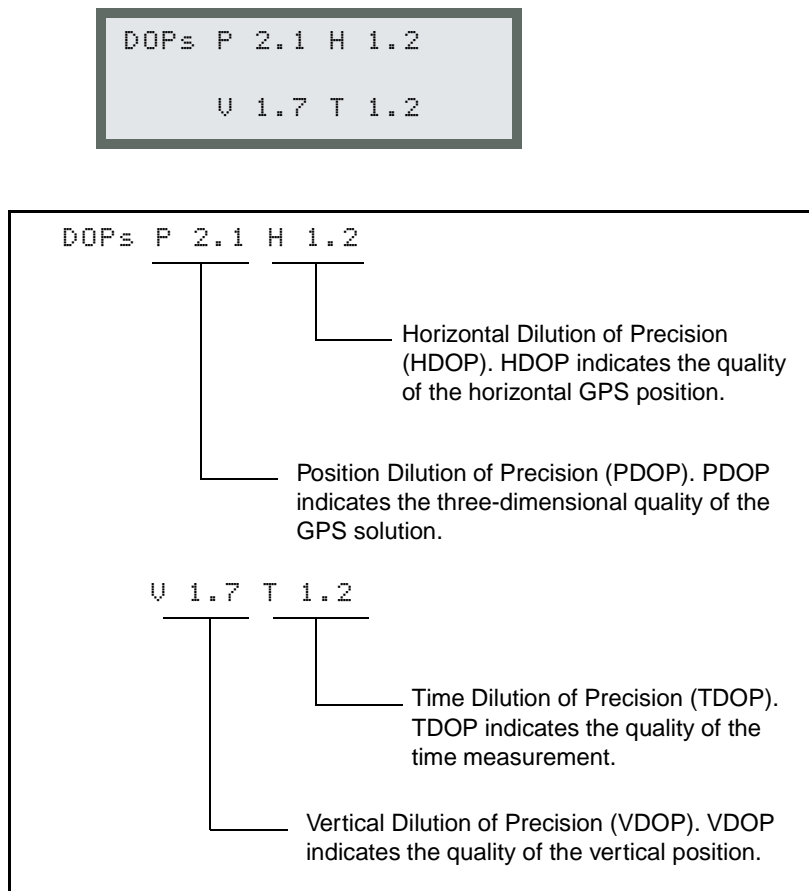 DOPs P 2.1 H 1.2
V 1.7 T 1.2
DOPs P 2.1 H 1.2
Horizontal Dilution of Precision
(HDOP). HDOP indicates the quality
of the horizontal GPS position.
Position Dilution of Precision (PDOP). PDOP
indicates the three-dimensional quality of the
GPS solution.
V 1.7 T 1.2
Time Dilution of Precision (TDOP).
TDOP indicates the quality of the
time measurement.
Vertical Dilution of Precision (VDOP). VDOP
indicates the quality of the vertical position.